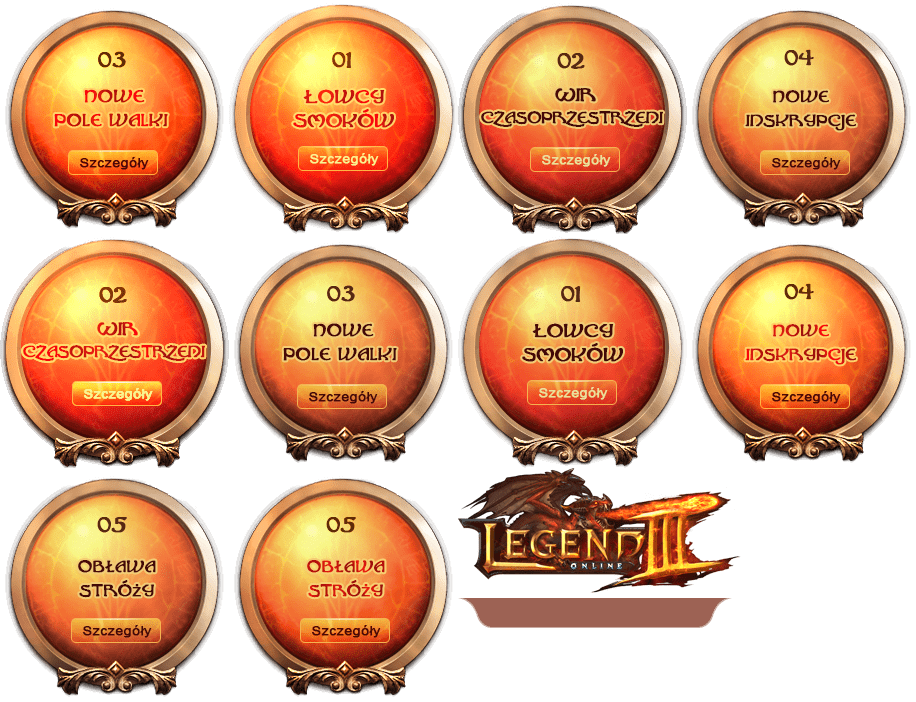 03
NOWE
POLE WALKI
Szczegóły
01
ŁOWCY
SMOKÓW
Szczegóły
02
WIR
CZASOPRZESTRZEDI
Szczegóły
04
NOWE
INSKRYPCJE
Szczegóły
02
WIR
CZASOPRZESTRZEDI
Szczegóły
03
NOWE
POLE WALKI
Szczegóły
01
ŁOWCY
SMOKÓW
Szczegóły
04
NOWE
INSKRYPCJE
Szczegóły
05
OBŁAWA
STRÓŻY
Szczegóły
05
OBŁAWA
STRÓŻY
Szczegóły
LEGEND III
ONLINE